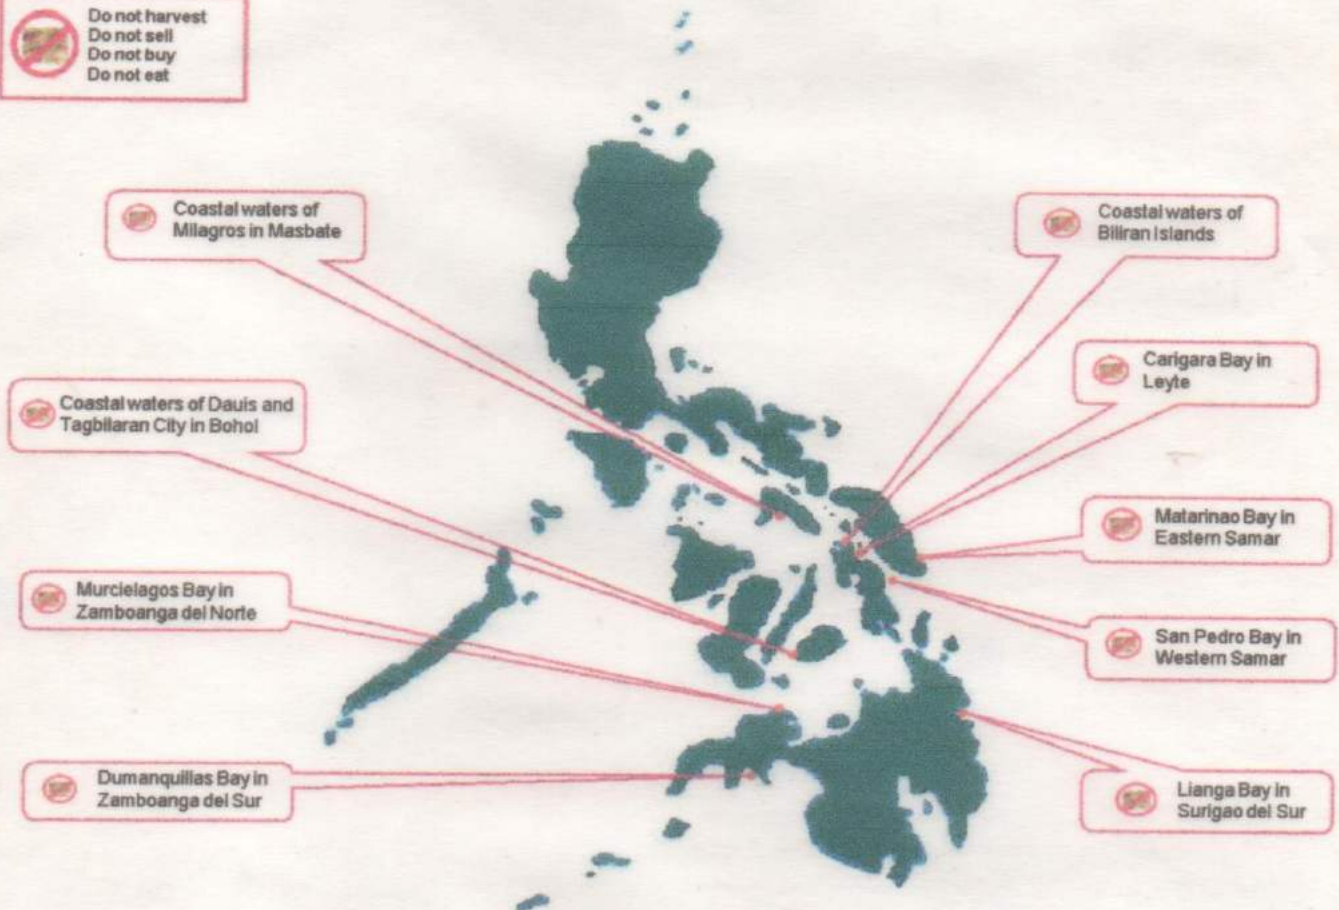 Do not harvest
Do not sell
Do not buy
Do not eat
Coastal waters of
Milagros in Masbate
Coastal waters of
Biliran Islands
Carigara Bay in
Leyte
Coastal waters of Dauis and
Tagbilaran City in Bohol
Matarinao Bay in
Eastern Samar
Murcielagos Bay in
Zamboanga del Norte
San Pedro Bay in
Western Samar
Dumanquillas Bay in
Zamboanga del Sur
Lianga Bay in
Surigao del Sur